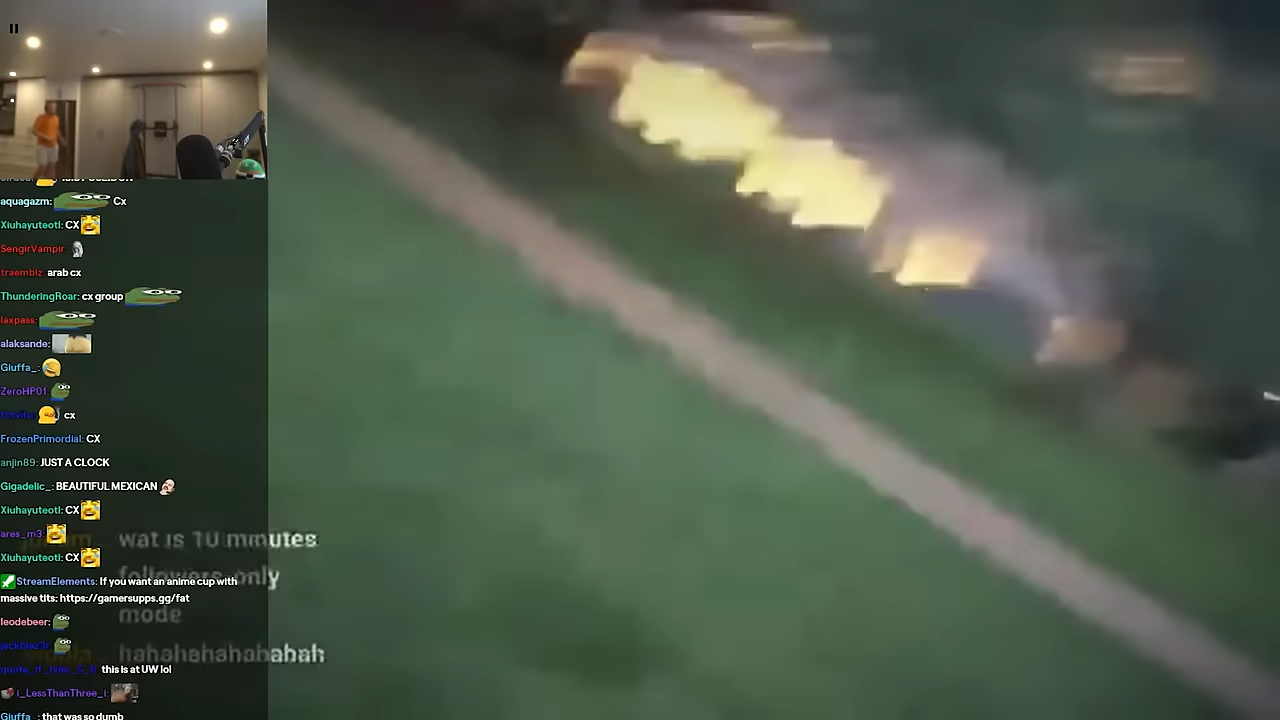 aquagazm: Cx
Xiuhayuteotl: CX
SengirVampir:
traembiz: arab cx
ThunderingRoar: cx group
laxpass:
alaksande:
Giuffa_:
ZeroHP01:
cx
FrozenPrimordial: CX
anjin89: JUST A CLOCK
Gigadelic_: BEAUTIFUL MEXICAN
Xiuhayuteotl: CX
ares_m3:
wat is 10 minutes
Xiuhayuteotl: CX
followers only
StreamElements: If you want an anime cup with
massive tits: https://gamersupps.gg/fat
mode
leodebeer:
hahahahahahahah
this is at UW lol
i_LessThanThree_i:
Giuffa_: that was so dumb